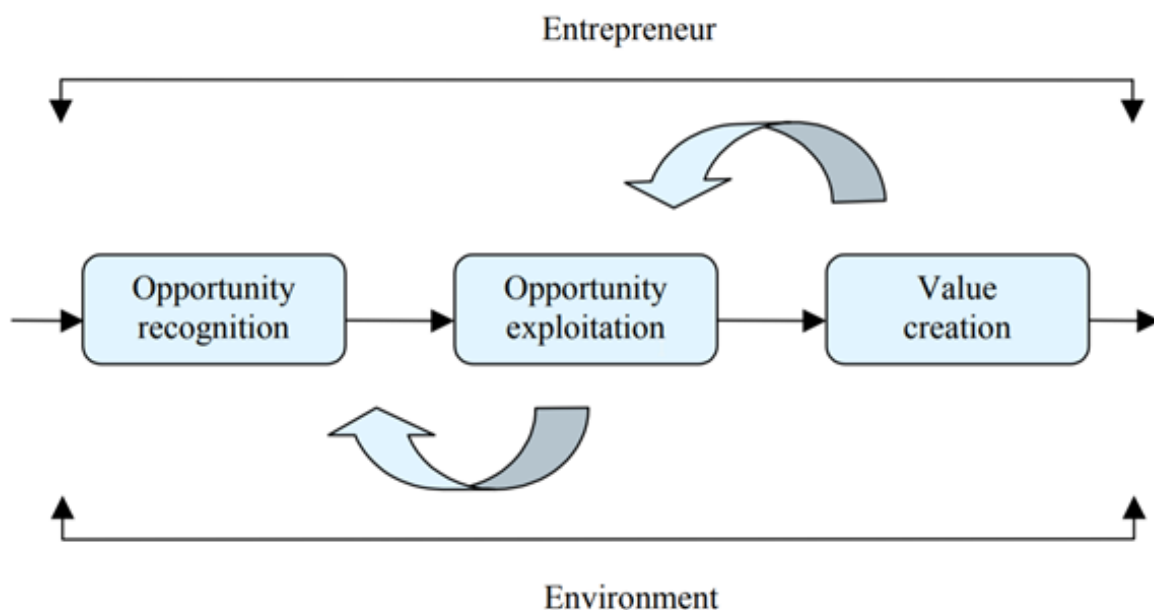 Entrepreneur
Opportunity
recognition
Opportunity
exploitation
Value
creation
Environment